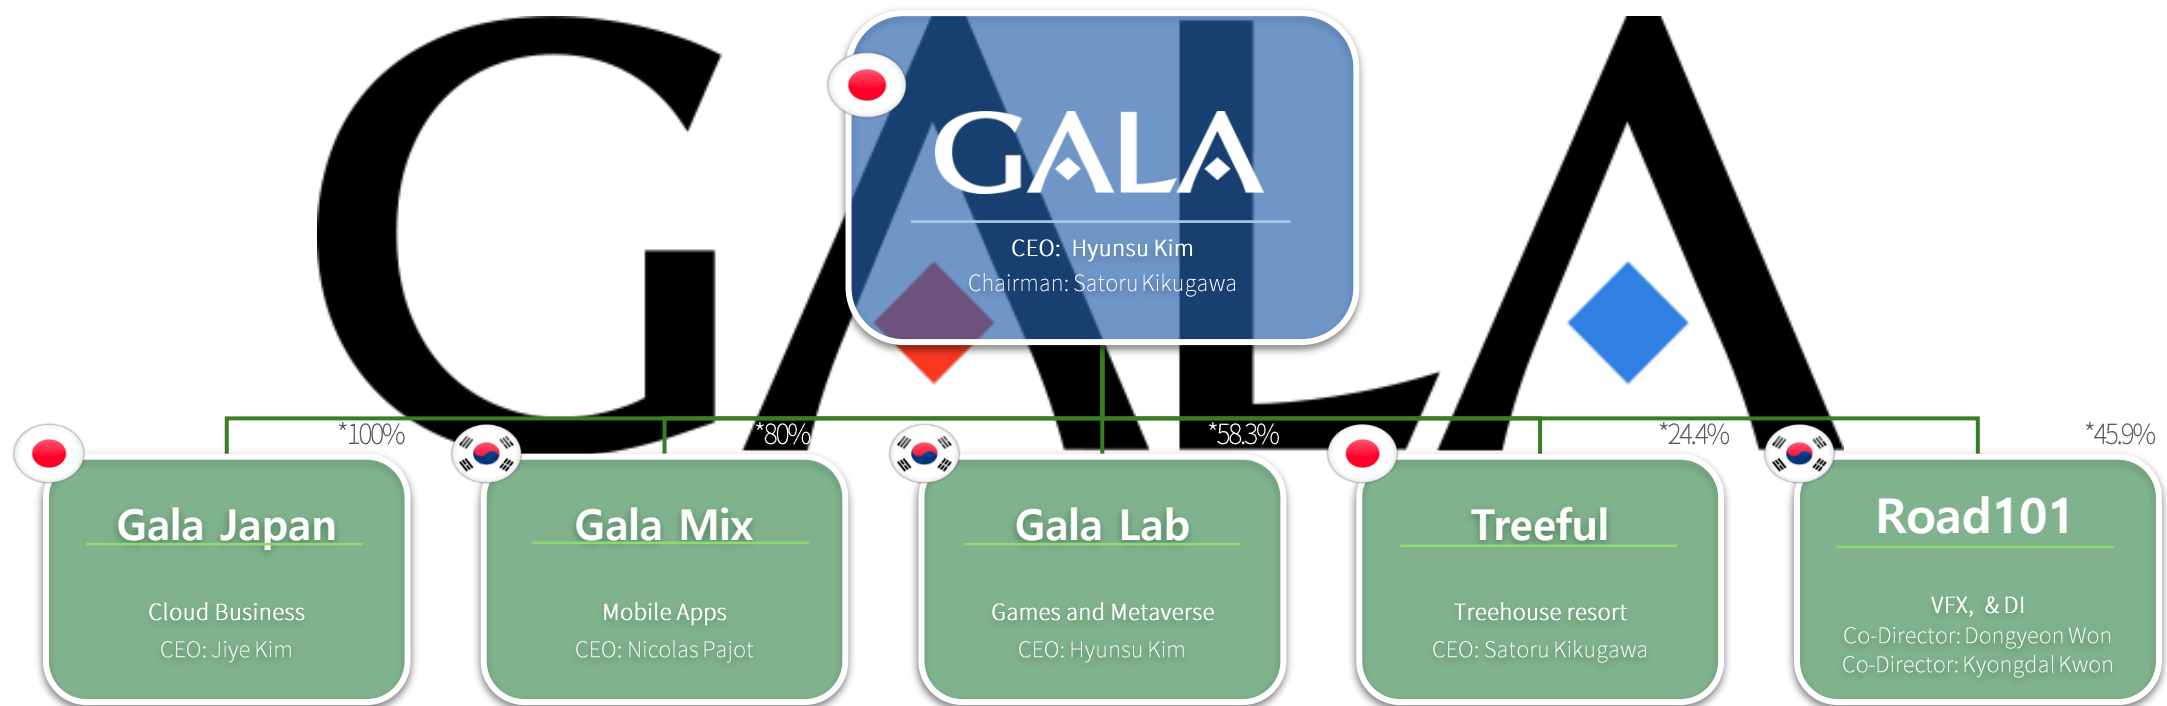 GALA
GALA
CEO: Hyunsu Kim
Chairman: Satoru Kikugawa
*100%
*80%
*58.3%
*24.4%
*45.9%
Gala Japan
Cloud Business
CEO: Jiye Kim
Gala Mix
Mobile Apps
CEO: Nicolas Pajot
Gala Lab
Games and Metaverse
CEO: Hyunsu Kim
Treeful
Treehouse resort
CEO: Satoru Kikugawa
Road101
VFX, & DI
Co-Director: Dongyeon Won
Co-Director: Kyongdal Kwon